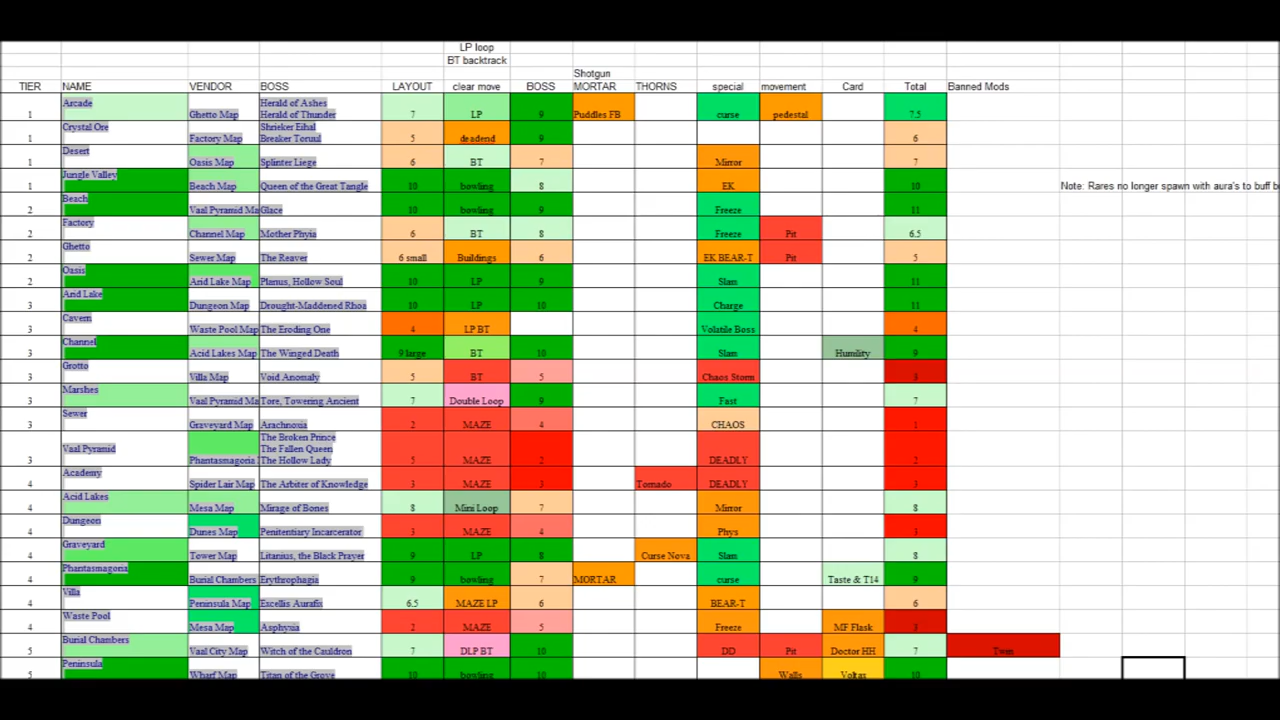 LP loop
BT backtrack
Shotgun
TIER NAME VENDOR BOSS LAYOUT clear move BOSS MORTAR THORNS special movement Card Total Banned Mods
Arcade Herald of Ashes
1 Ghetto Map Herald of Thunder 7 LP 9 Puddles FB curse pedestal 7.5
Crystal Ore Shrieker Eihal
1 Factory Map Breaker Toruul 5 deadend 9 6
Desert
1 Oasis Map Splinter Liege 6 BT 7 Mirror 7
Jungle Valley
1 Beach Map Queen of the Great Tangle 10 bowling 8 EK 10 Note: Rares no longer spawn with aura's to buff b
Beach
2 Vaal Pyramid Ma Glace 10 bowling 9 Freeze 11
Factory
2 Channel Map Mother Phyia 6 BT 8 Freeze Pit 6.5
Ghetto
2 Sewer Map The Reaver 6 small Buildings 6 EK BEAR-T Pit 5
Oasis
2 Arid Lake Map Planus, Hollow Soul 10 LP 9 Slam 11
Arid Lake
3 Dungeon Map Drought-Maddened Rhoa 10 LP 10 Charge 11
Cavern
3 Waste Pool Map The Eroding One 4 LP BT Volatile Boss 4
Channel
3 Acid Lakes Map The Winged Death 9 large BT 10 Slam Humility 9
Grotto
3 Villa Map Void Anomaly 5 BT 5 Chaos Storm 3
Marshes
3 Vaal Pyramid Ma Tore, Towering Ancient 7 Double Loop 9 Fast 7
Sewer
3 Graveyard Map Arachnoxia 2 MAZE 4 CHAOS 1
The Broken Prince
Vaal Pyramid The Fallen Queen
3 Phantasmagoria The Hollow Lady 5 MAZE 2 DEADLY 2
Academy
4 Spider Lair Map The Arbiter of Knowledge 3 MAZE 3 Tornado DEADLY 3
Acid Lakes
4 Mesa Map Mirage of Bones 8 Mini Loop 7 Mirror 8
Dungeon
4 Dunes Map Penitentiary Incarcerator 3 MAZE 4 Phys 3
Graveyard
4 Tower Map Litanius, the Black Prayer 9 LP 8 Curse Nova Slam 8
Phantasmagoria
4 Burial Chambers Erythrophagia 9 bowling 7 MORTAR curse Taste & T14 9
Villa
4 Peninsula Map Excellis Aurafix 6.5 MAZE LP 6 BEAR-T 6
Waste Pool
4 Mesa Map Asphyxia 2 MAZE 5 Freeze MF Flask 3
Burial Chambers
5 Vaal City Map Witch of the Cauldron 7 DLP BT 10 DD Pit Doctor HH 7 Twin
Peninsula
5 Wharf Map Titan of the Grove 10 bowling 10 Walls Voltax 10